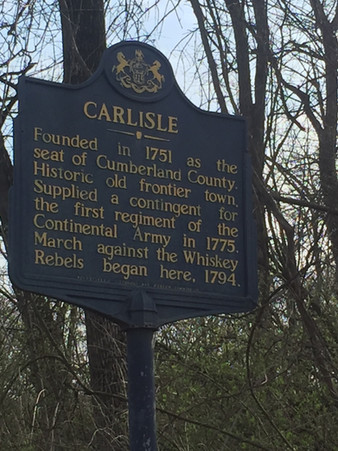 CARLISLE
Founded in 1751 as the
seat of Cumberland County.
Historic old frontier town.
Supplied a contingent for
the first regiment of the
Continental Army in 1775.
March against the Whiskey
Rebels began here, 1794.